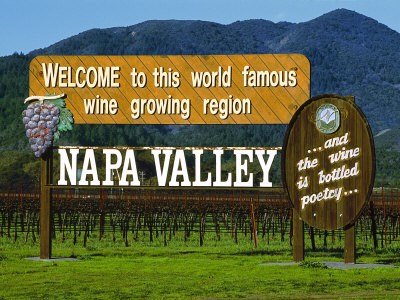 WELCOME to this world famous
wine growing region
NAPA VALLEY
...and
the wine
is bottled
poetry...